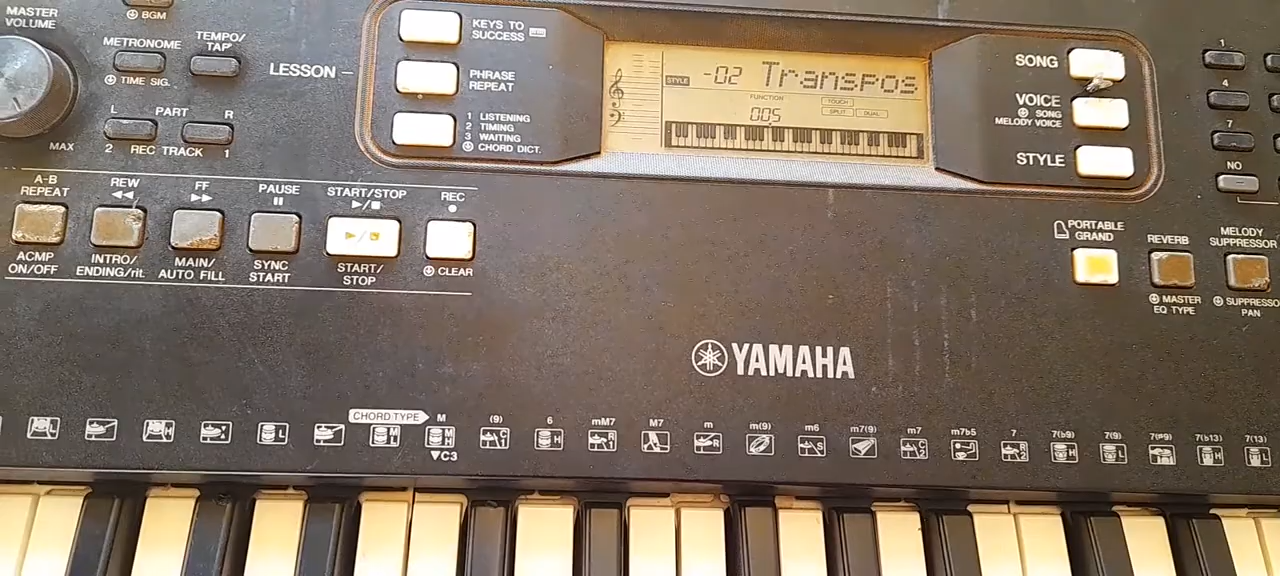 MASTER
VOLUME
MAX
BGM
METRONOME
TIME SIG.
TEMPO/
TAP
L PART R
2 REC TRACK 1
LESSON
KEYS TO
SUCCESS
PHRASE
REPEAT
1 LISTENING
2 TIMING
3 WAITING
CHORD DICT.
STYLE
-02 Transpos
FUNCTION
005
TOUCH
SPLIT
DUAL
SONG
VOICE
SONG
MELODY VOICE
STYLE
1
4
7
NO
−
A-B
REPEAT
REW
FF
PAUSE
START/STOP
REC
ACMP
ON/OFF
INTRO/
ENDING/rit.
MAIN/
AUTO FILL
SYNC
START
START/
STOP
CLEAR
PORTABLE
GRAND
REVERB
MASTER
EQ TYPE
MELODY
SUPPRESSOR
SUPPRESSO
PAN
YAMAHA
CHORD TYPE M (9) 6 mM7 M7 m m(9) m6 m7(9) m7 m7b5 7 7(b9) 7(9) 7(#9) 7(b13) 7(13)
L H L M L M H C 1 H R 1 R S C 2 R 2 H L H L
▼C3